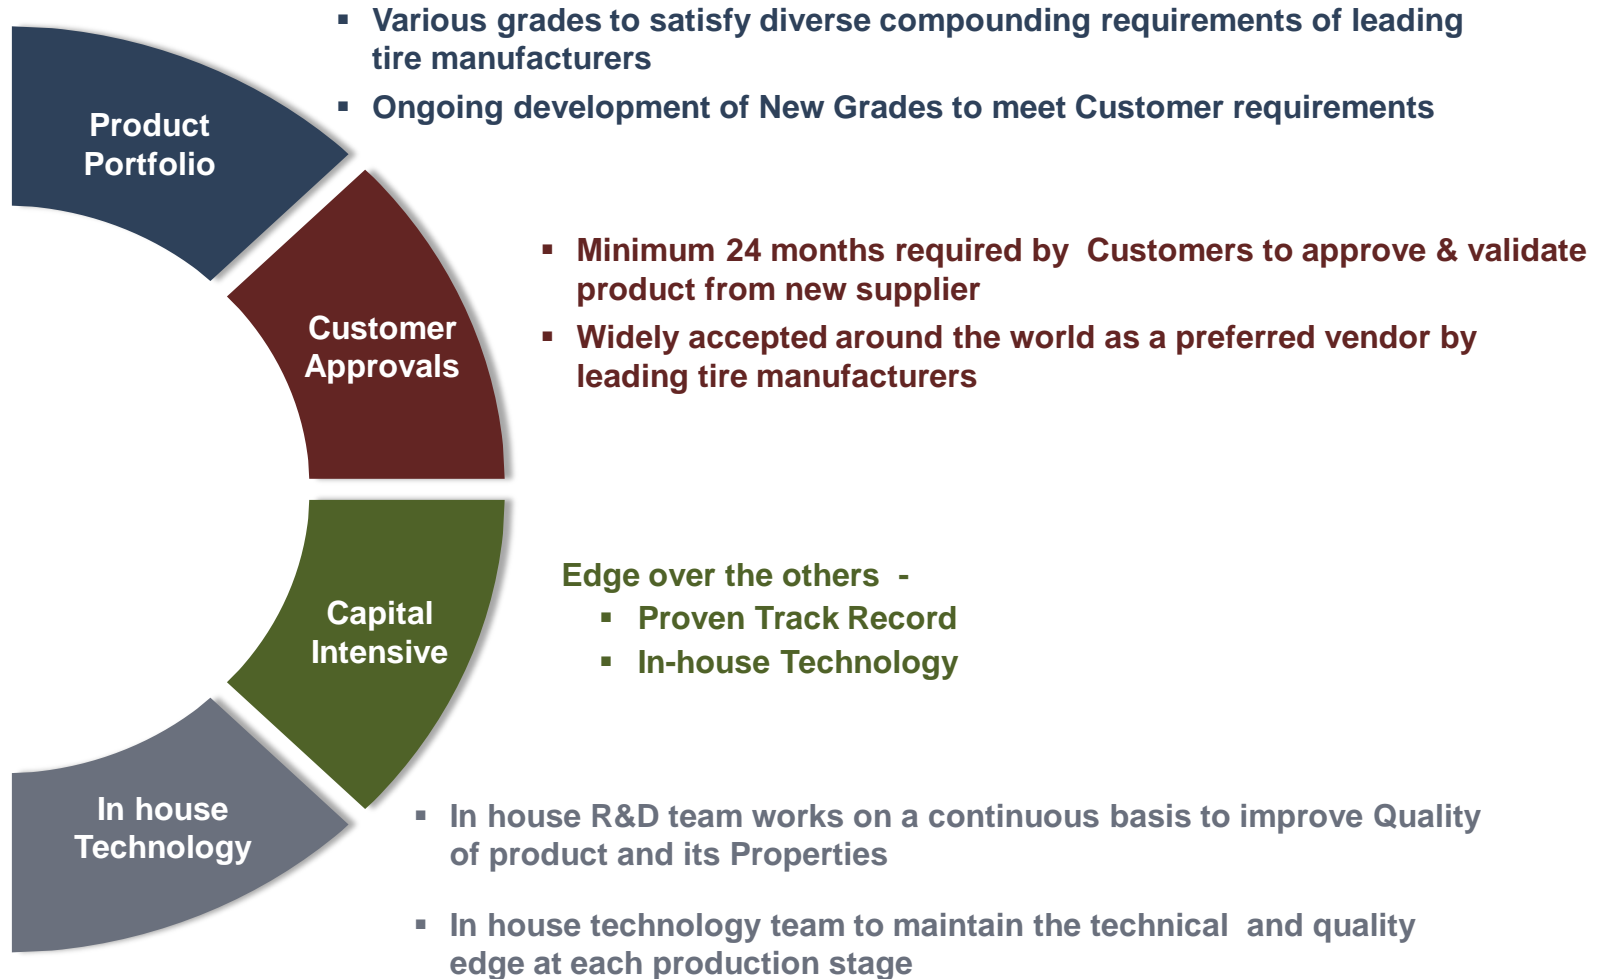 ▪ Various grades to satisfy diverse compounding requirements of leading
tire manufacturers
▪ Ongoing development of New Grades to meet Customer requirements
Product
Portfolio
▪ Minimum 24 months required by Customers to approve & validate
product from new supplier
▪ Widely accepted around the world as a preferred vendor by
leading tire manufacturers
Customer
Approvals
Edge over the others -
▪ Proven Track Record
▪ In-house Technology
Capital
Intensive
▪ In house R&D team works on a continuous basis to improve Quality
of product and its Properties
▪ In house technology team to maintain the technical and quality
edge at each production stage
In house
Technology